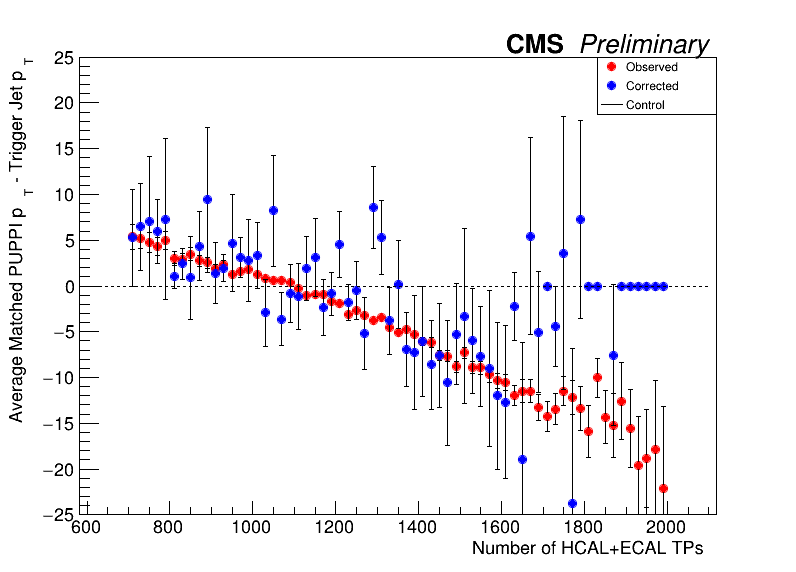 CMS Preliminary
Average Matched PUPPI p_T - Trigger Jet p_T
25
20
15
10
5
0
−5
−10
−15
−20
−25
Observed
Corrected
Control
600 800 1000 1200 1400 1600 1800 2000
Number of HCAL+ECAL TPs